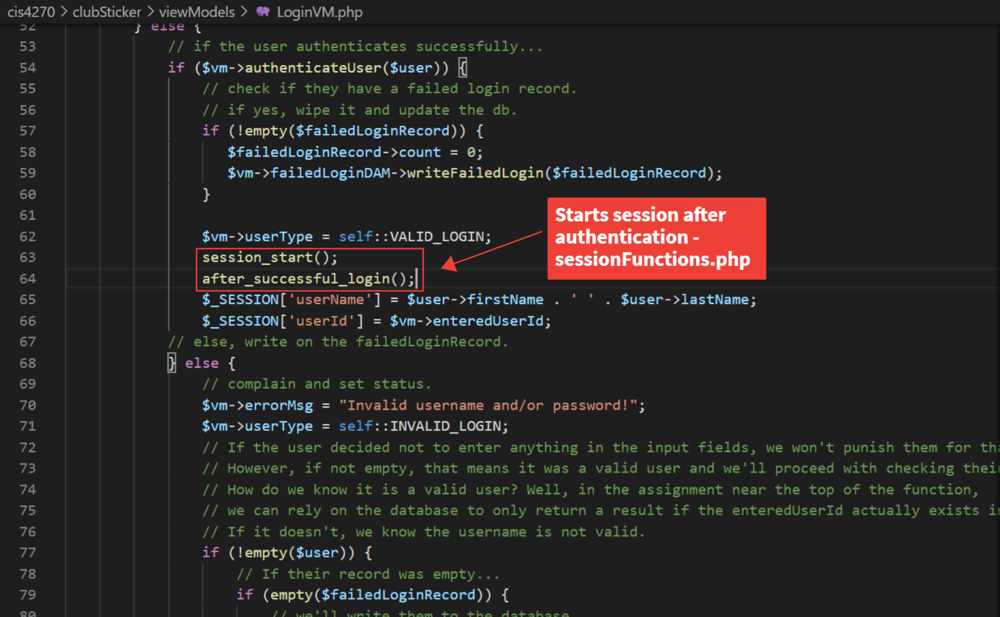 cis4270 > clubSticker > viewModels > LoginVM.php
52 } else {
53 // if the user authenticates successfully...
54 if ($vm->authenticateUser($user)) {
55 // check if they have a failed login record.
56 // if yes, wipe it and update the db.
57 if (!empty($failedLoginRecord)) {
58 $failedLoginRecord->count = 0;
59 $vm->failedLoginDAM->writeFailedLogin($failedLoginRecord);
60 }
61
62 $vm->userType = self::VALID_LOGIN;
63 session_start();
64 after_successful_login();
Starts session after
authentication -
sessionFunctions.php
65 $_SESSION['userName'] = $user->firstName . ' ' . $user->lastName;
66 $_SESSION['userId'] = $vm->enteredUserId;
67 // else, write on the failedLoginRecord.
68 } else {
69 // complain and set status.
70 $vm->errorMsg = "Invalid username and/or password!";
71 $vm->userType = self::INVALID_LOGIN;
72 // If the user decided not to enter anything in the input fields, we won't punish them for
73 // However, if not empty, that means it was a valid user and we'll proceed with checking
74 // How do we know it is a valid user? Well, in the assignment near the top of the function,
75 // we can rely on the database to only return a result if the enteredUserId actually exists
76 // If it doesn't, we know the username is not valid.
77 if (!empty($user)) {
78 // If their record was empty...
79 if (empty($failedLoginRecord)) {
80 // we'll write them to the database